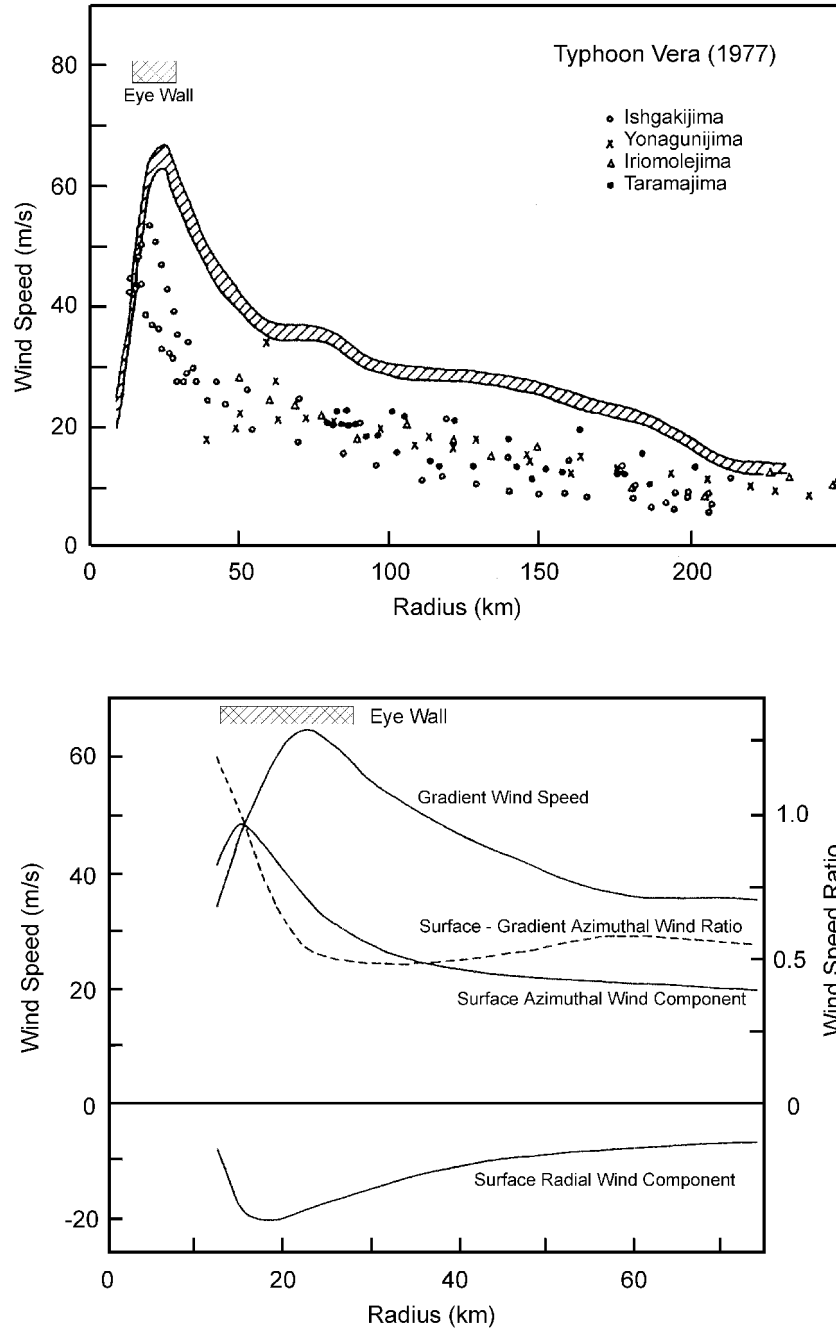 Typhoon Vera (1977)
Eye Wall
Ishgakijima
Yonagunijima
Iriomolejima
Taramajima
80
60
40
20
0
Wind Speed (m/s)
0 50 100 150 200
Radius (km)
Eye Wall
Gradient Wind Speed
Surface - Gradient Azimuthal Wind Ratio
Surface Azimuthal Wind Component
Surface Radial Wind Component
60
40
20
0
-20
Wind Speed (m/s)
1.0
0.5
0
Wind Speed Ratio
0 20 40 60
Radius (km)